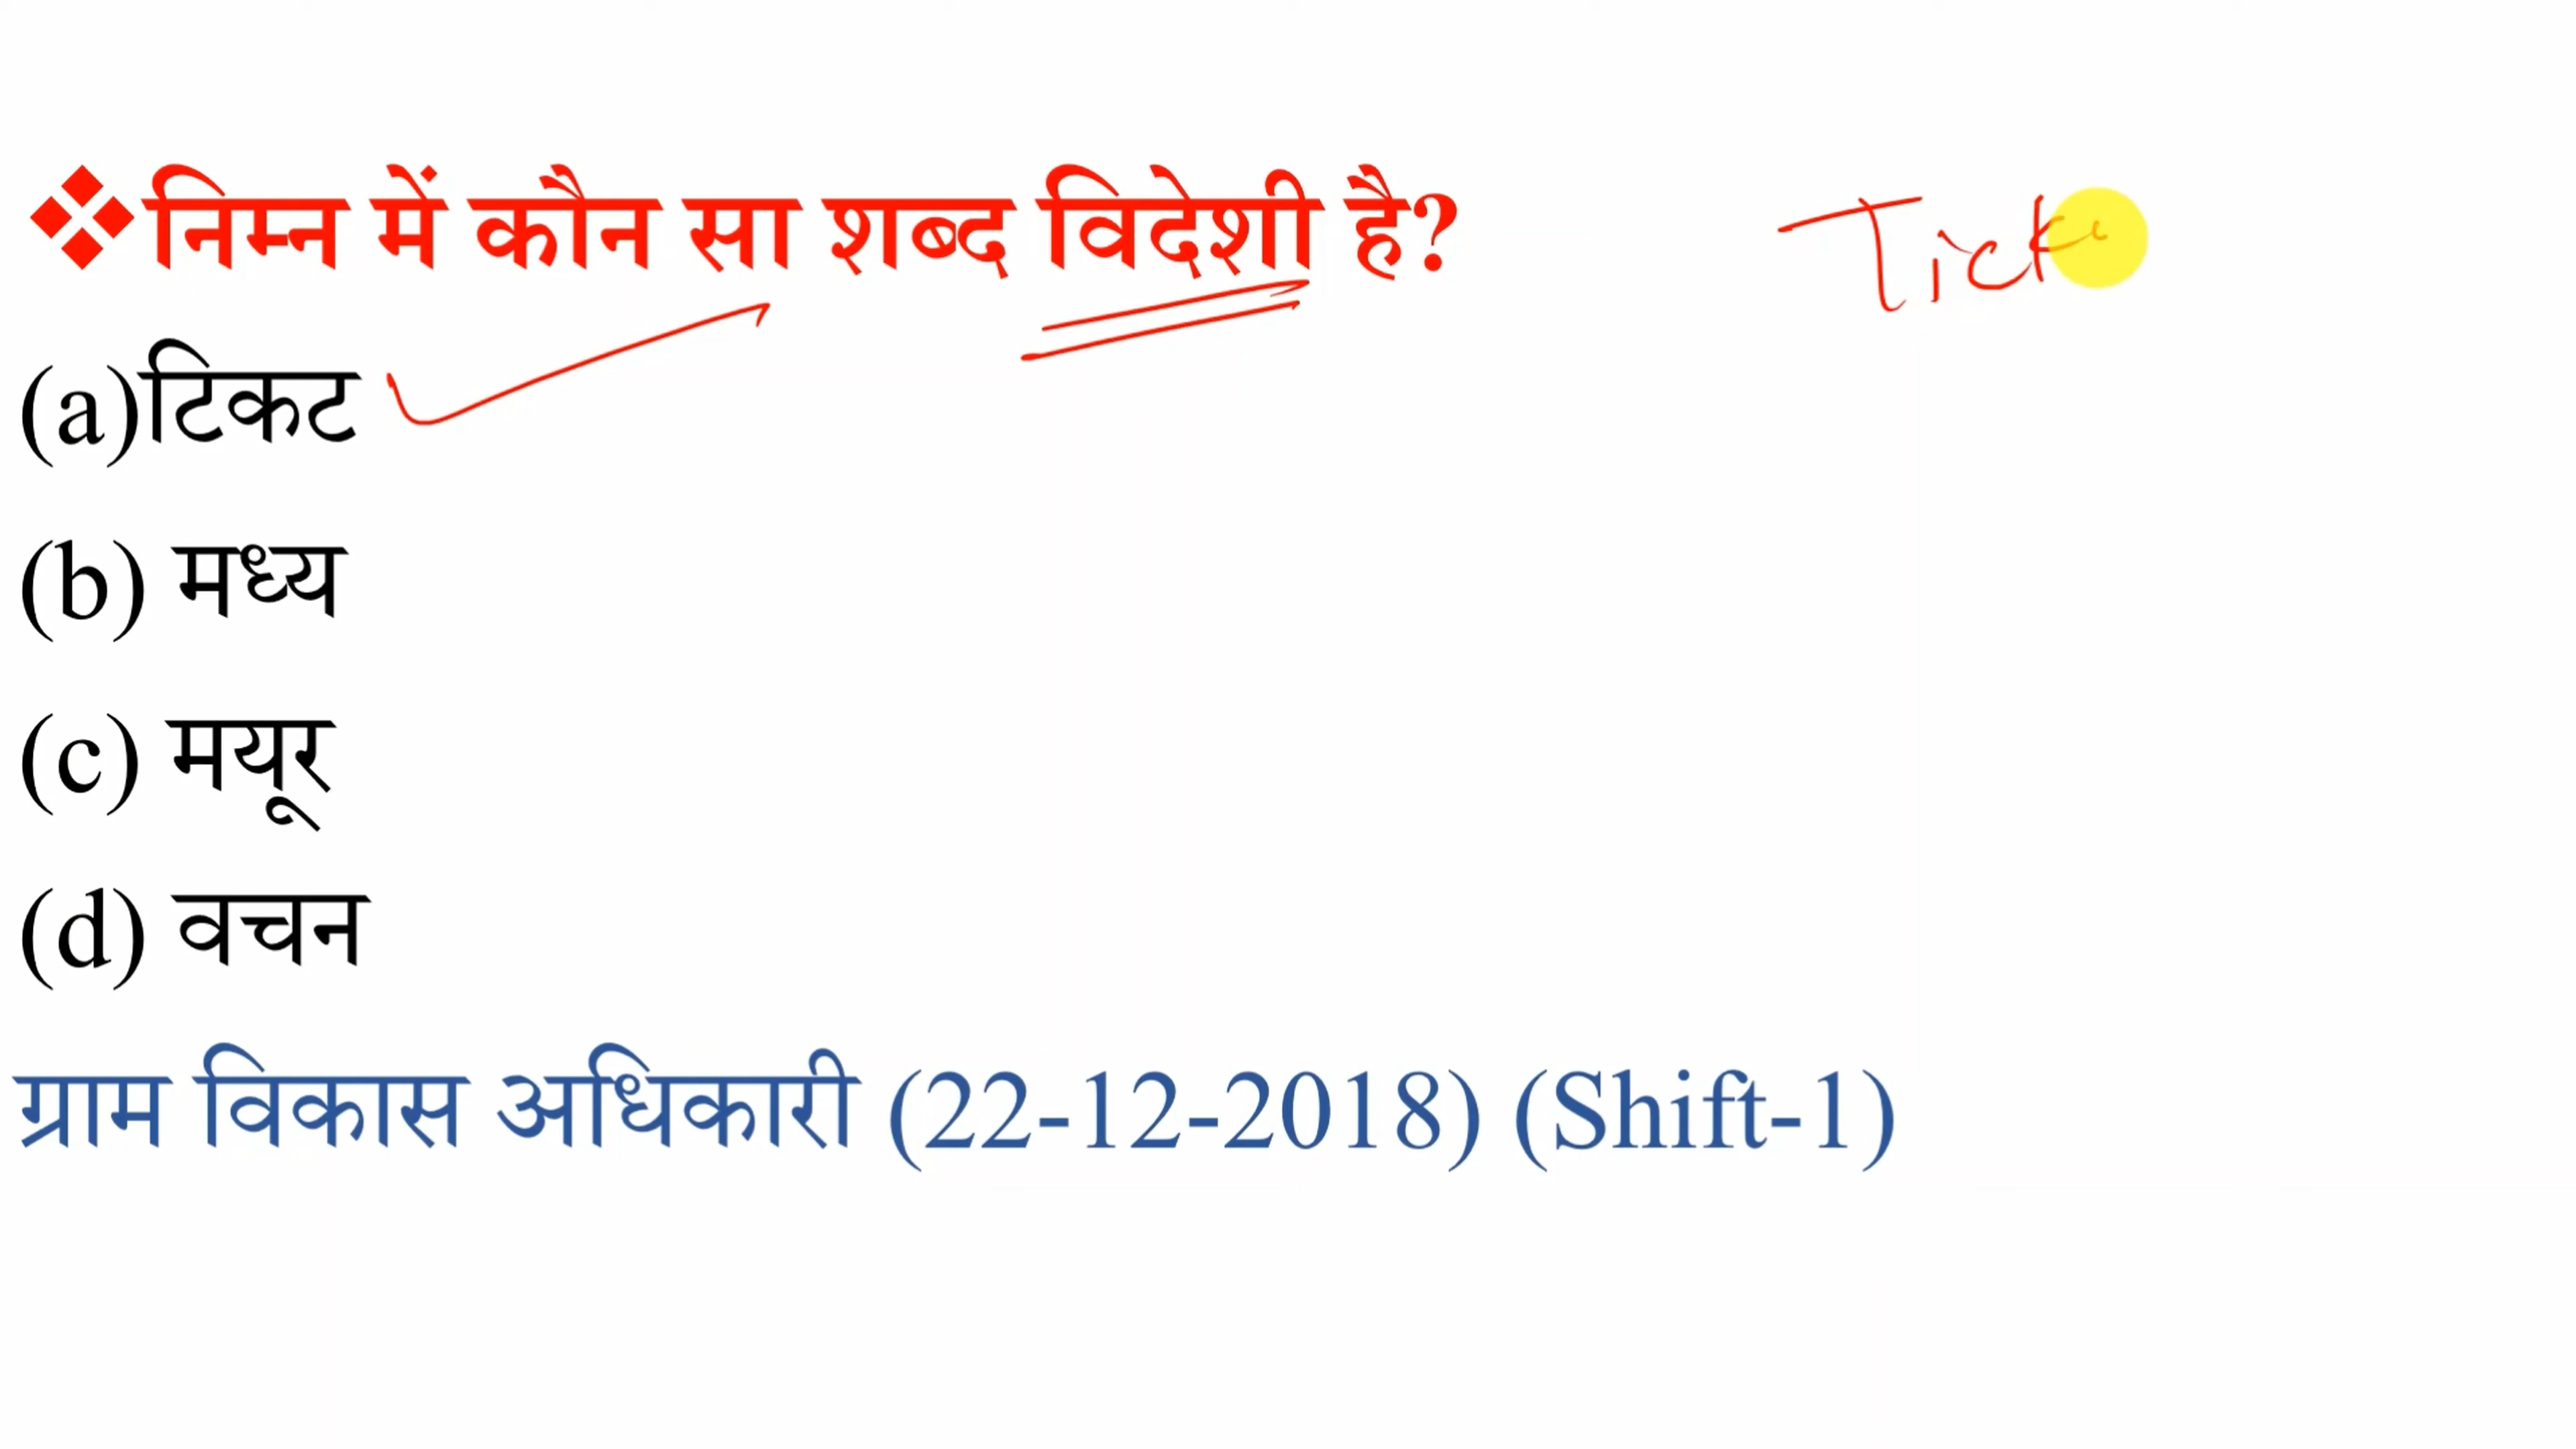 ❖निम्न में कौन सा शब्द विदेशी है? Tick
(a)टिकट
(b) मध्य
(c) मयूर
(d) वचन
ग्राम विकास अधिकारी (22-12-2018) (Shift-1)